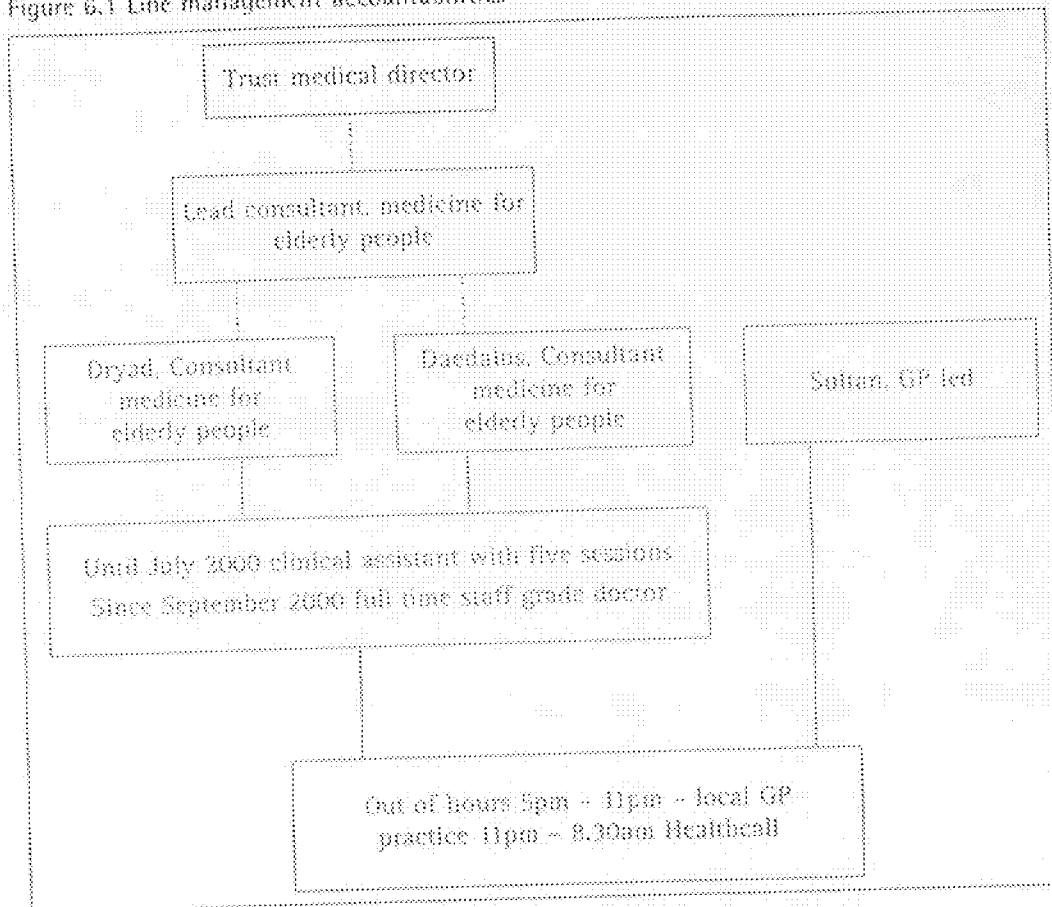 Figure 6.1 Line management
Trust medical director
Lead consultant, medicine for
elderly people
Dryad, Consultant
medicine for
elderly people
Daedalus, Consultant
medicine for
elderly people
Sultan, GP led
Until July 2000 clinical assistant with five sessions
Since September 2000 full time staff grade doctor
Out of hours 5pm – 11pm – local GP
practice 11pm – 8.30am Healthcall